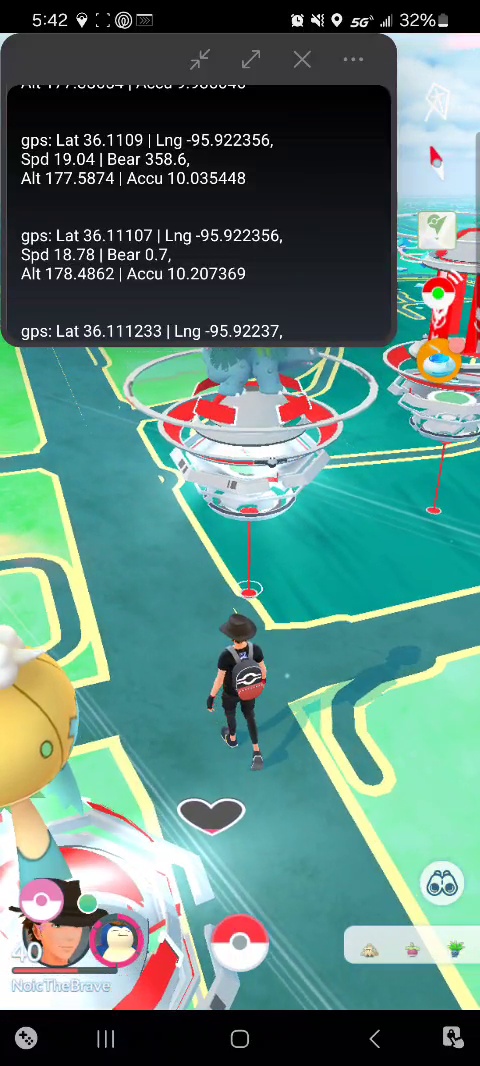 5:42
5G
32%
gps: Lat 36.1109 | Lng -95.922356,
Spd 19.04 | Bear 358.6,
Alt 177.5874 | Accu 10.035448
gps: Lat 36.11107 | Lng -95.922356,
Spd 18.78 | Bear 0.7,
Alt 178.4862 | Accu 10.207369
gps: Lat 36.111233 | Lng -95.92237,
40
NoicTheBrave